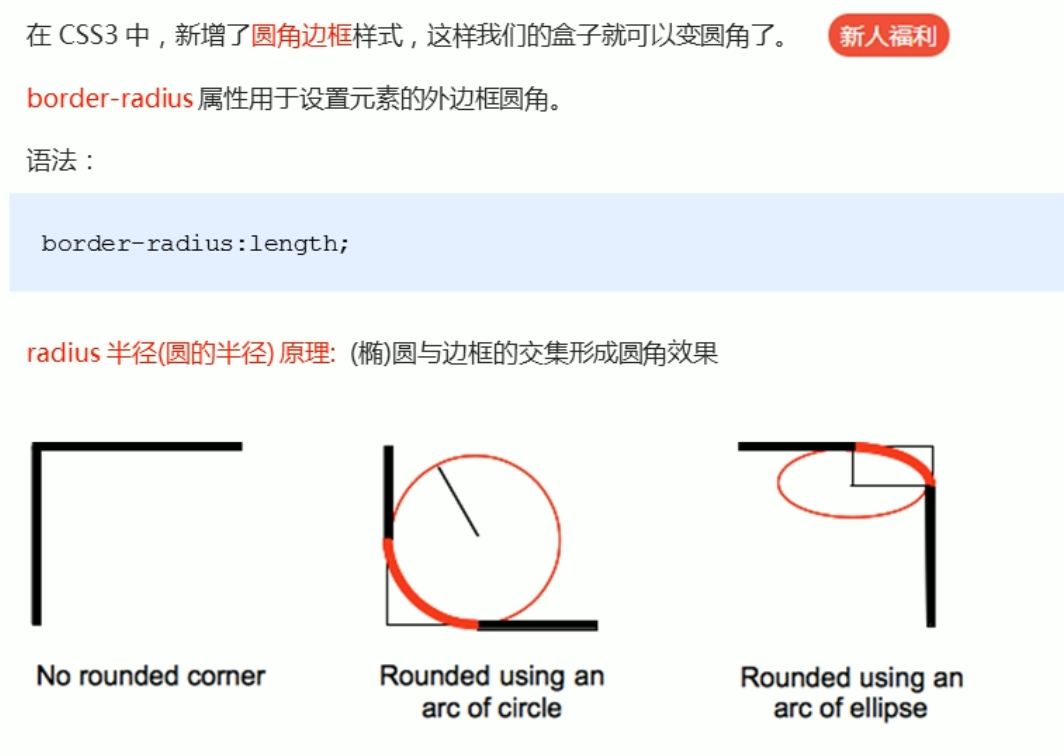 在 CSS3 中，新增了圆角边框样式，这样我们的盒子就可以变圆角了。 新人福利
border-radius 属性用于设置元素的外边框圆角。
语法：
border-radius:length;
radius 半径(圆的半径) 原理: (椭)圆与边框的交集形成圆角效果
No rounded corner
Rounded using an
arc of circle
Rounded using an
arc of ellipse